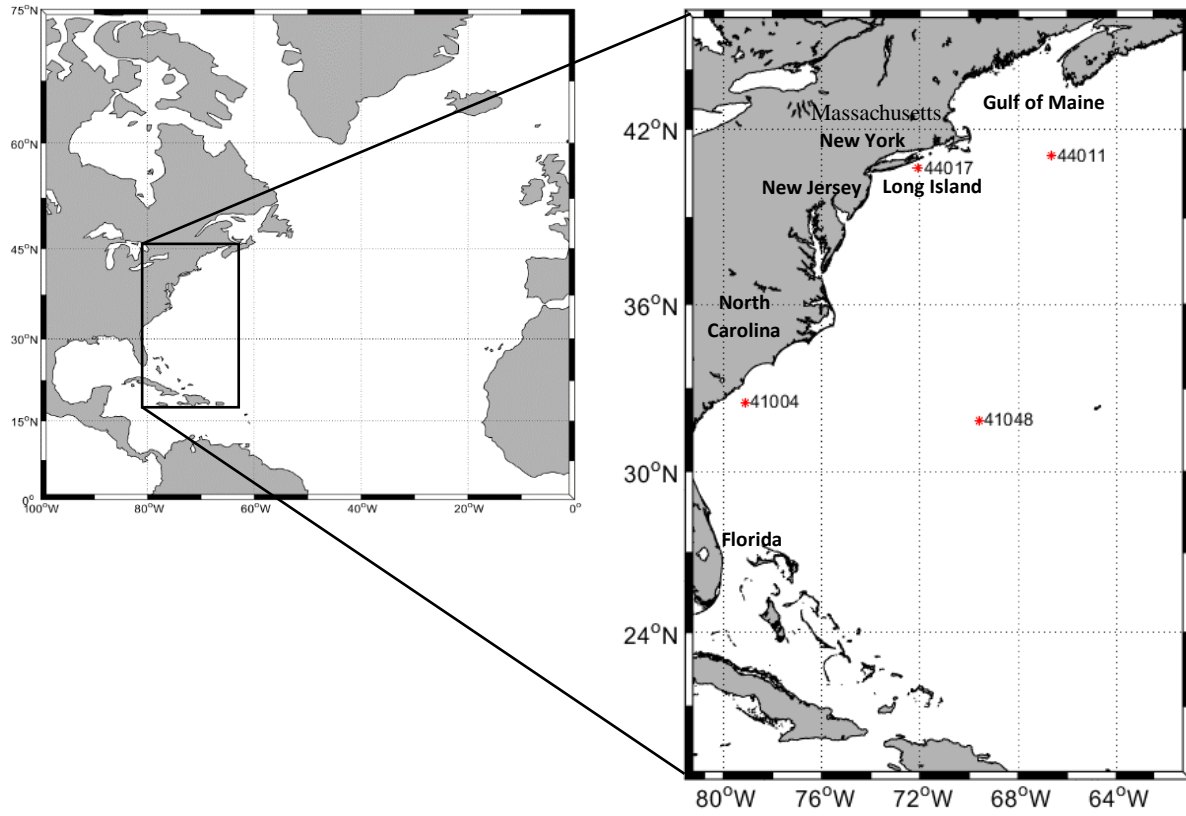 75°N
60°N
45°N
30°N
15°N
0°
100°W
80°W
60°W
40°W
20°W
0°
Gulf of Maine
Massachusetts
42°N
New York
44011
44017
New Jersey
Long Island
36°N
North
Carolina
41004
41048
30°N
Florida
24°N
80°W
76°W
72°W
68°W
64°W